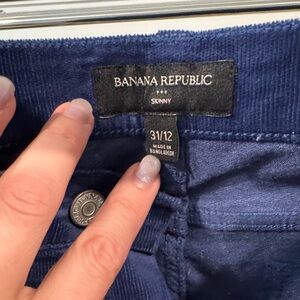 BANANA REPUBLIC
SKINNY
31/12
MADE IN
BANGLADESH